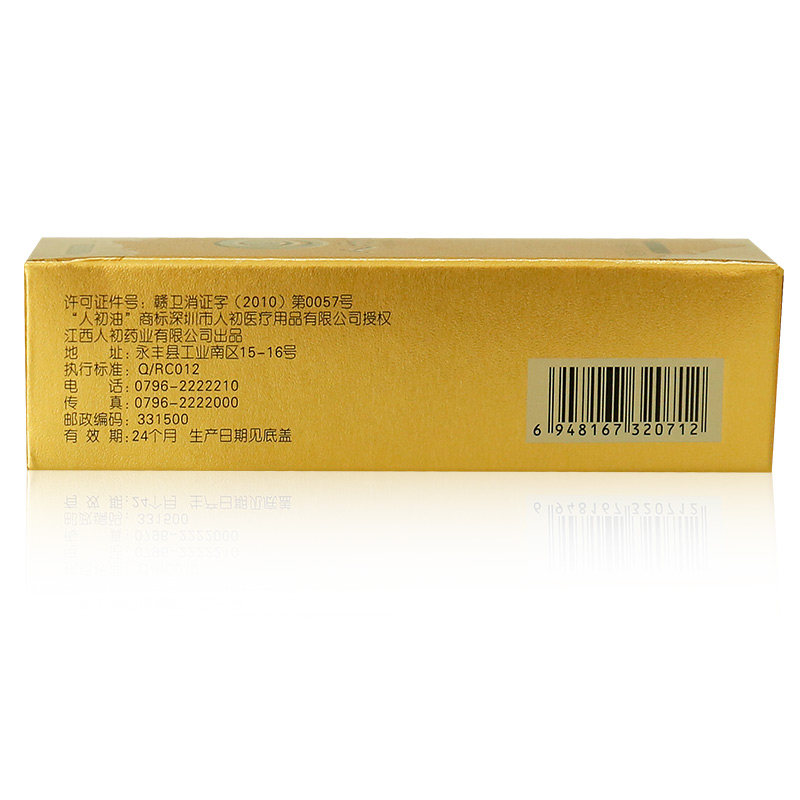 许可证件号：赣卫消证字（2010）第0057号
“人初油”商标深圳市人初医疗用品有限公司授权
江西人初药业有限公司出品
地　　址：永丰县工业南区15-16号
执行标准：Q/RC012
电　　话：0796-2222210
传　　真：0796-2222000
邮政编码：331500
有 效 期：24个月　生产日期见底盖
6 948167 320712